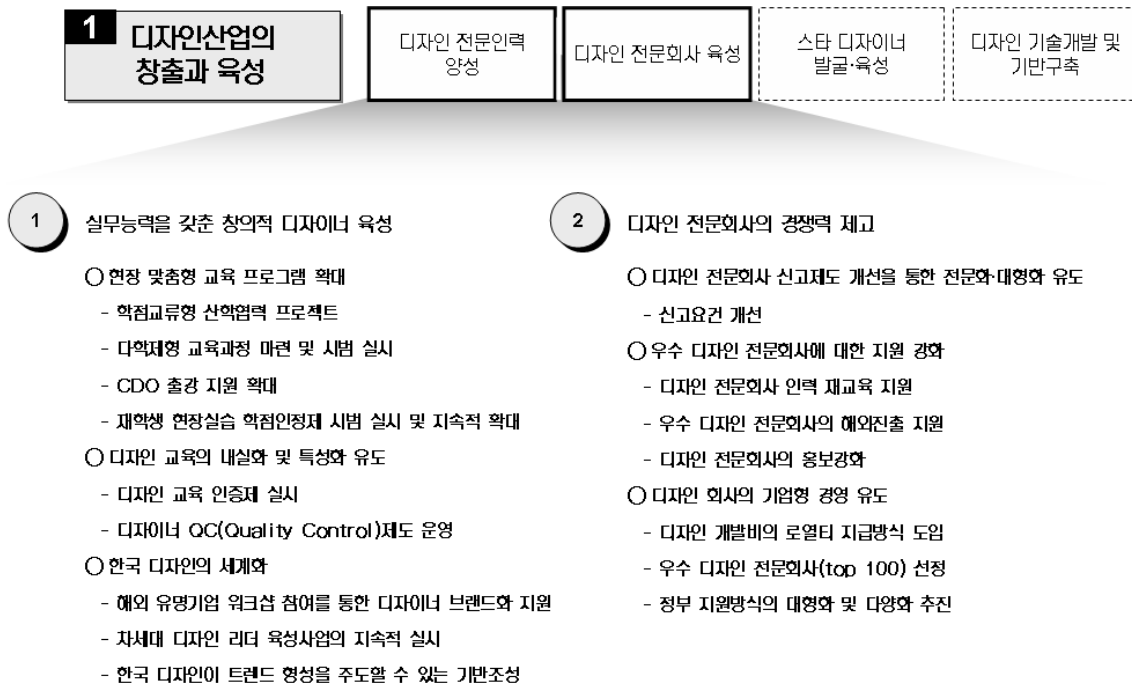 1
디자인산업의
창출과 육성
디자인 전문인력
양성
디자인 전문회사 육성
스타 디자이너
발굴·육성
디자인 기술개발 및
기반구축
1
실무능력을 갖춘 창의적 디자이너 육성
○ 현장 맞춤형 교육 프로그램 확대
- 학점교류형 산학협력 프로젝트
- 다학제형 교육과정 마련 및 시범 실시
- CDO 출강 지원 확대
- 재학생 현장실습 학점인정제 시범 실시 및 지속적 확대
○ 디자인 교육의 내실화 및 특성화 유도
- 디자인 교육 인증제 실시
- 디자이너 QC(Quality Control)제도 운영
○ 한국 디자인의 세계화
- 해외 유명기업 워크샵 참여를 통한 디자이너 브랜드화 지원
- 차세대 디자인 리더 육성사업의 지속적 실시
- 한국 디자인이 트렌드 형성을 주도할 수 있는 기반조성
2
디자인 전문회사의 경쟁력 제고
○ 디자인 전문회사 신고제도 개선을 통한 전문화·대형화 유도
- 신고요건 개선
○ 우수 디자인 전문회사에 대한 지원 강화
- 디자인 전문회사 인력 재교육 지원
- 우수 디자인 전문회사의 해외진출 지원
- 디자인 전문회사의 홍보강화
○ 디자인 회사의 기업형 경영 유도
- 디자인 개발비의 로열티 지급방식 도입
- 우수 디자인 전문회사(top 100) 선정
- 정부 지원방식의 대형화 및 다양화 추진